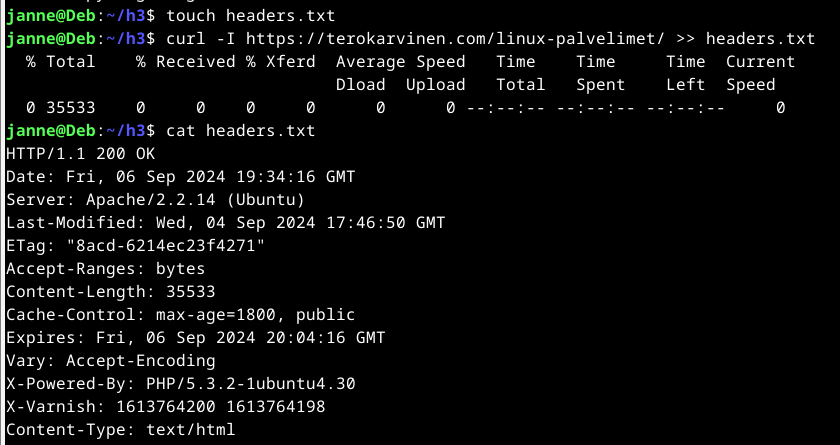 janne@Deb:~/h3$ touch headers.txt
janne@Deb:~/h3$ curl -I https://terokarvinen.com/linux-palvelimet/ >> headers.txt
  % Total    % Received % Xferd  Average Speed   Time    Time     Time  Current
                                 Dload  Upload   Total   Spent    Left  Speed
  0 35533    0     0    0     0      0      0 --:--:-- --:--:-- --:--:--     0
janne@Deb:~/h3$ cat headers.txt
HTTP/1.1 200 OK
Date: Fri, 06 Sep 2024 19:34:16 GMT
Server: Apache/2.2.14 (Ubuntu)
Last-Modified: Wed, 04 Sep 2024 17:46:50 GMT
ETag: "8acd-6214ec23f4271"
Accept-Ranges: bytes
Content-Length: 35533
Cache-Control: max-age=1800, public
Expires: Fri, 06 Sep 2024 20:04:16 GMT
Vary: Accept-Encoding
X-Powered-By: PHP/5.3.2-1ubuntu4.30
X-Varnish: 1613764200 1613764198
Content-Type: text/html